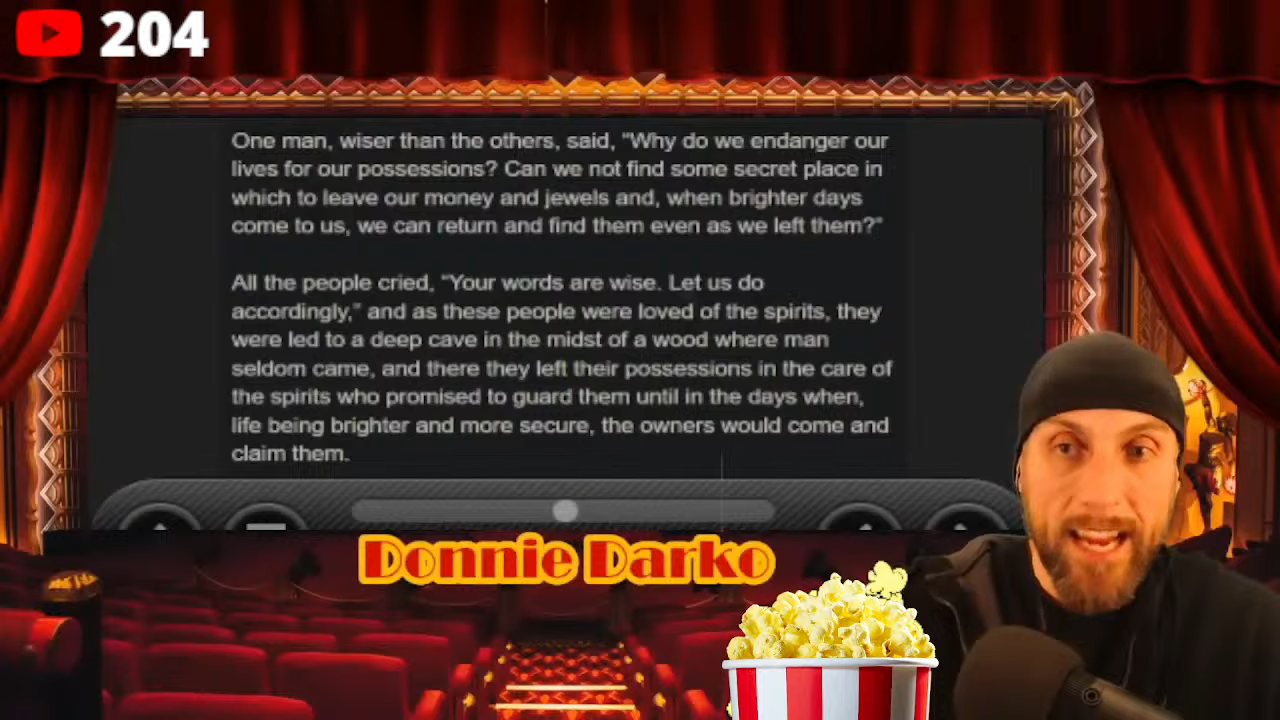 204
One man, wiser than the others, said, "Why do we endanger our
lives for our possessions? Can we not find some secret place in
which to leave our money and jewels and, when brighter days
come to us, we can return and find them even as we left them?"
All the people cried, "Your words are wise. Let us do
accordingly," and as these people were loved of the spirits, they
were led to a deep cave in the midst of a wood where man
seldom came, and there they left their possessions in the care of
the spirits who promised to guard them until in the days when,
life being brighter and more secure, the owners would come and
claim them.
Donnie Darko